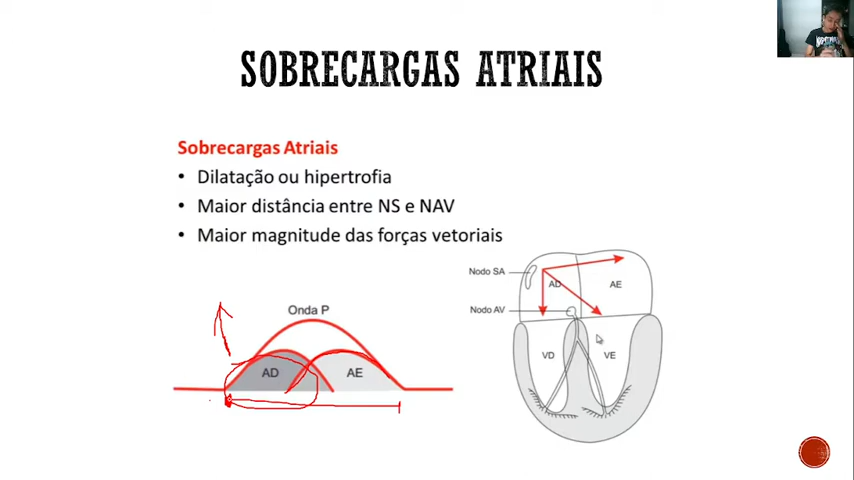 SOBRECARGAS ATRIAIS
Sobrecargas Atriais
• Dilatação ou hipertrofia
• Maior distância entre NS e NAV
• Maior magnitude das forças vetoriais
Nodo SA
AD
AE
Nodo AV
VD
VE
Onda P
AD
AE